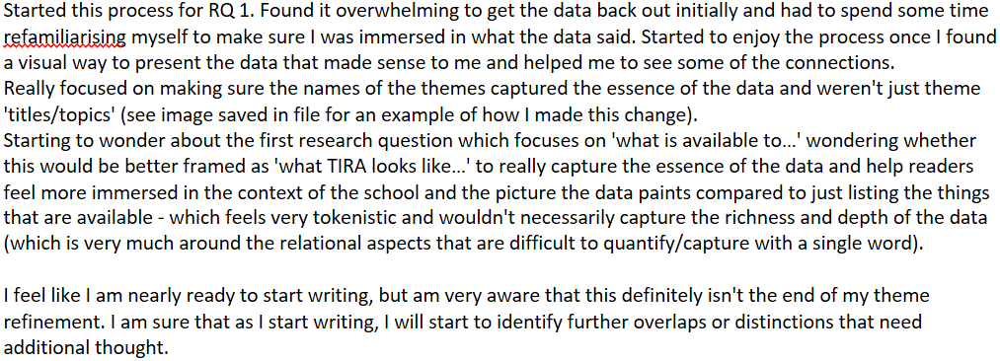 Started this process for RQ 1. Found it overwhelming to get the data back out initially and had to spend some time
refamiliarising myself to make sure I was immersed in what the data said. Started to enjoy the process once I found
a visual way to present the data that made sense to me and helped me to see some of the connections.
Really focused on making sure the names of the themes captured the essence of the data and weren't just theme
'titles/topics' (see image saved in file for an example of how I made this change).
Starting to wonder about the first research question which focuses on 'what is available to...' wondering whether
this would be better framed as 'what TIRA looks like...' to really capture the essence of the data and help readers
feel more immersed in the context of the school and the picture the data paints compared to just listing the things
that are available - which feels very tokenistic and wouldn't necessarily capture the richness and depth of the data
(which is very much around the relational aspects that are difficult to quantify/capture with a single word).
I feel like I am nearly ready to start writing, but am very aware that this definitely isn't the end of my theme
refinement. I am sure that as I start writing, I will start to identify further overlaps or distinctions that need
additional thought.